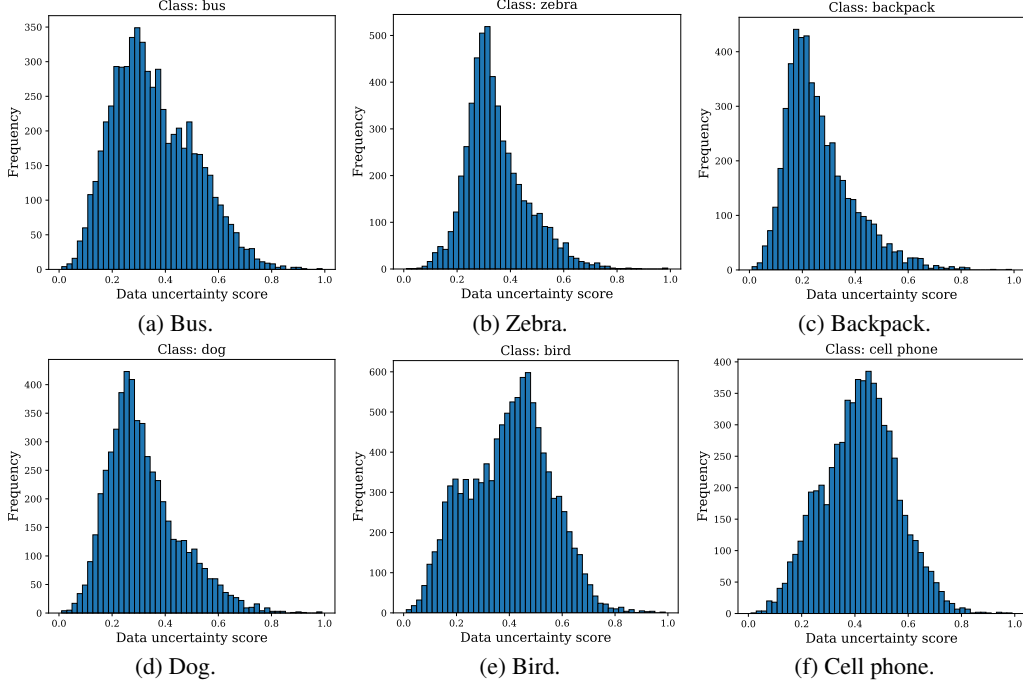 Class: bus
350
300
250
200
150
100
50
0
Frequency
0.0 0.2 0.4 0.6 0.8 1.0
Data uncertainty score
(a) Bus.
Class: zebra
500
400
300
200
100
0
Frequency
0.0 0.2 0.4 0.6 0.8 1.0
Data uncertainty score
(b) Zebra.
Class: backpack
400
300
200
100
0
Frequency
0.0 0.2 0.4 0.6 0.8 1.0
Data uncertainty score
(c) Backpack.
Class: dog
400
350
300
250
200
150
100
50
0
Frequency
0.0 0.2 0.4 0.6 0.8 1.0
Data uncertainty score
(d) Dog.
Class: bird
600
500
400
300
200
100
0
Frequency
0.0 0.2 0.4 0.6 0.8 1.0
Data uncertainty score
(e) Bird.
Class: cell phone
400
350
300
250
200
150
100
50
0
Frequency
0.0 0.2 0.4 0.6 0.8 1.0
Data uncertainty score
(f) Cell phone.